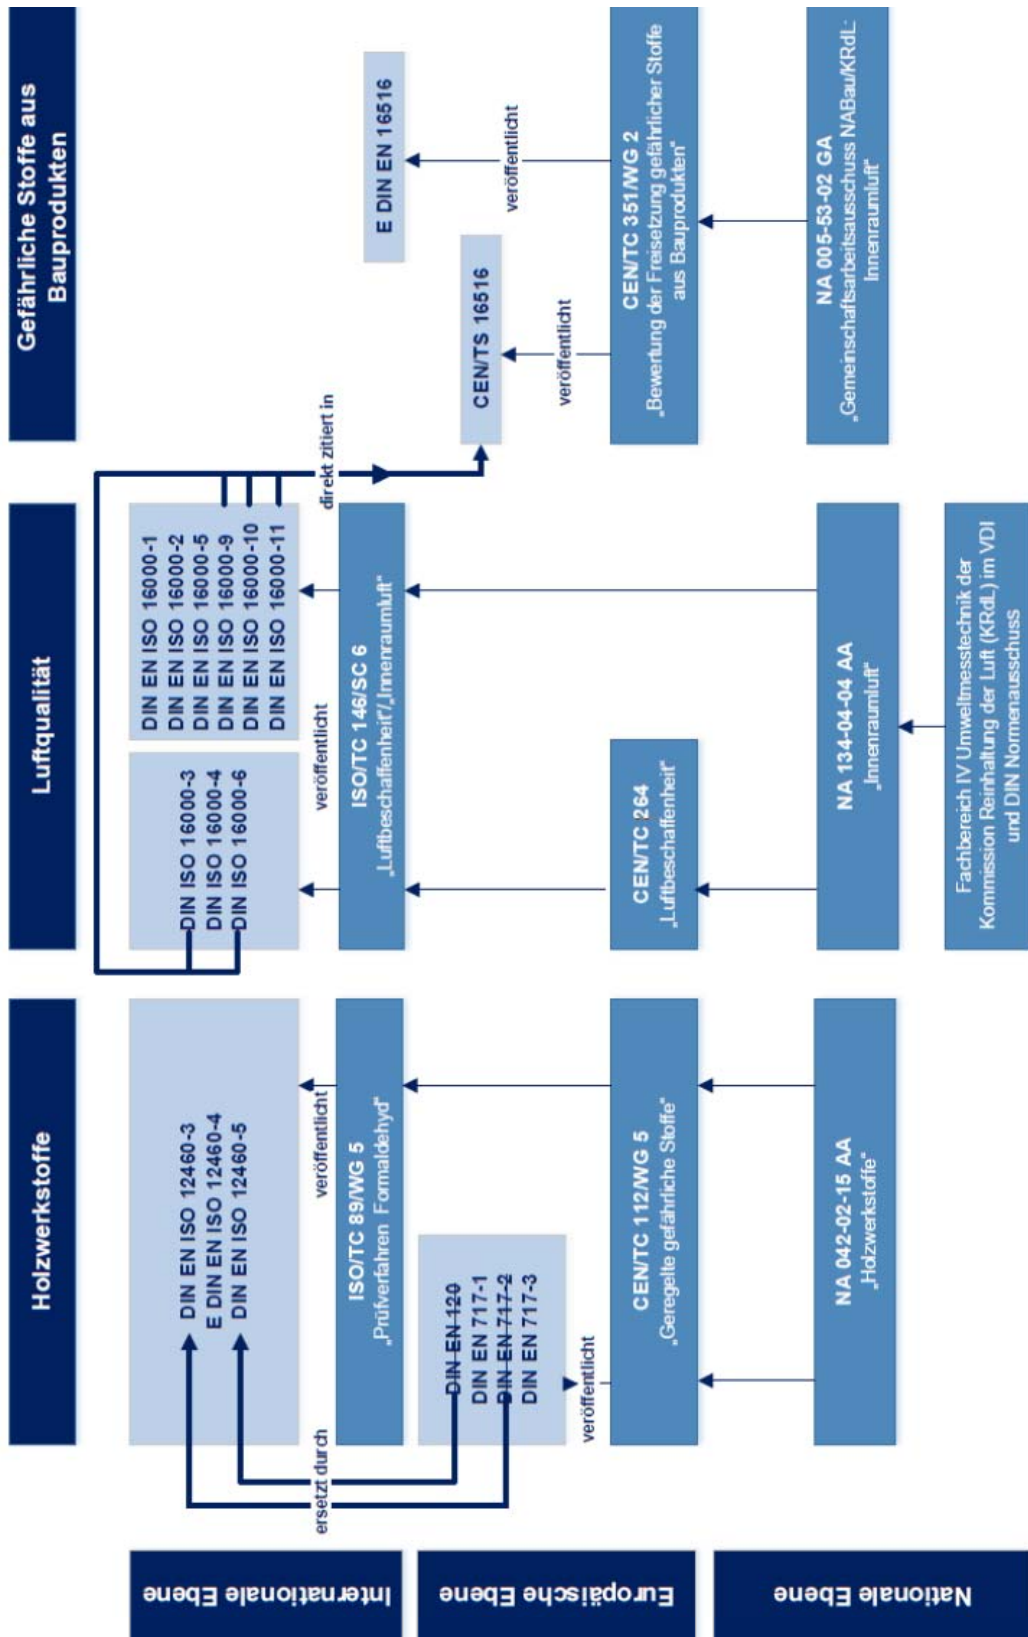 Holzwerkstoffe
Luftqualität
Gefährliche Stoffe aus
Bauprodukten
Internationale Ebene
DIN EN ISO 12460-3
E DIN EN ISO 12460-4
DIN EN ISO 12460-5
DIN ISO 16000-3
DIN ISO 16000-4
DIN ISO 16000-6
DIN EN ISO 16000-1
DIN EN ISO 16000-2
DIN EN ISO 16000-5
DIN EN ISO 16000-9
DIN EN ISO 16000-10
DIN EN ISO 16000-11
ersetzt durch
veröffentlicht
veröffentlicht
direkt zitiert in
ISO/TC 89/WG 5
„Prüfverfahren Formaldehyd“
ISO/TC 146/SC 6
„Luftbeschaffenheit“/„Innenraumluft“
E DIN EN 16516
CEN/TS 16516
Europäische Ebene
DIN EN 120
DIN EN 717-1
DIN EN 717-2
DIN EN 717-3
veröffentlicht
veröffentlicht
veröffentlicht
CEN/TC 112/WG 5
„Geregelte gefährliche Stoffe“
CEN/TC 264
„Luftbeschaffenheit“
CEN/TC 351/WG 2
„Bewertung der Freisetzung gefährlicher Stoffe
aus Bauprodukten“
Nationale Ebene
NA 042-02-15 AA
„Holzwerkstoffe“
NA 134-04-04 AA
„Innenraumluft“
NA 005-53-02 GA
„Gemeinschaftsarbeitsausschuss NABau/KRdL:
Innenraumluft“
Fachbereich IV Umweltmesstechnik der
Kommission Reinhaltung der Luft (KRdL) im VDI
und DIN Normenausschuss